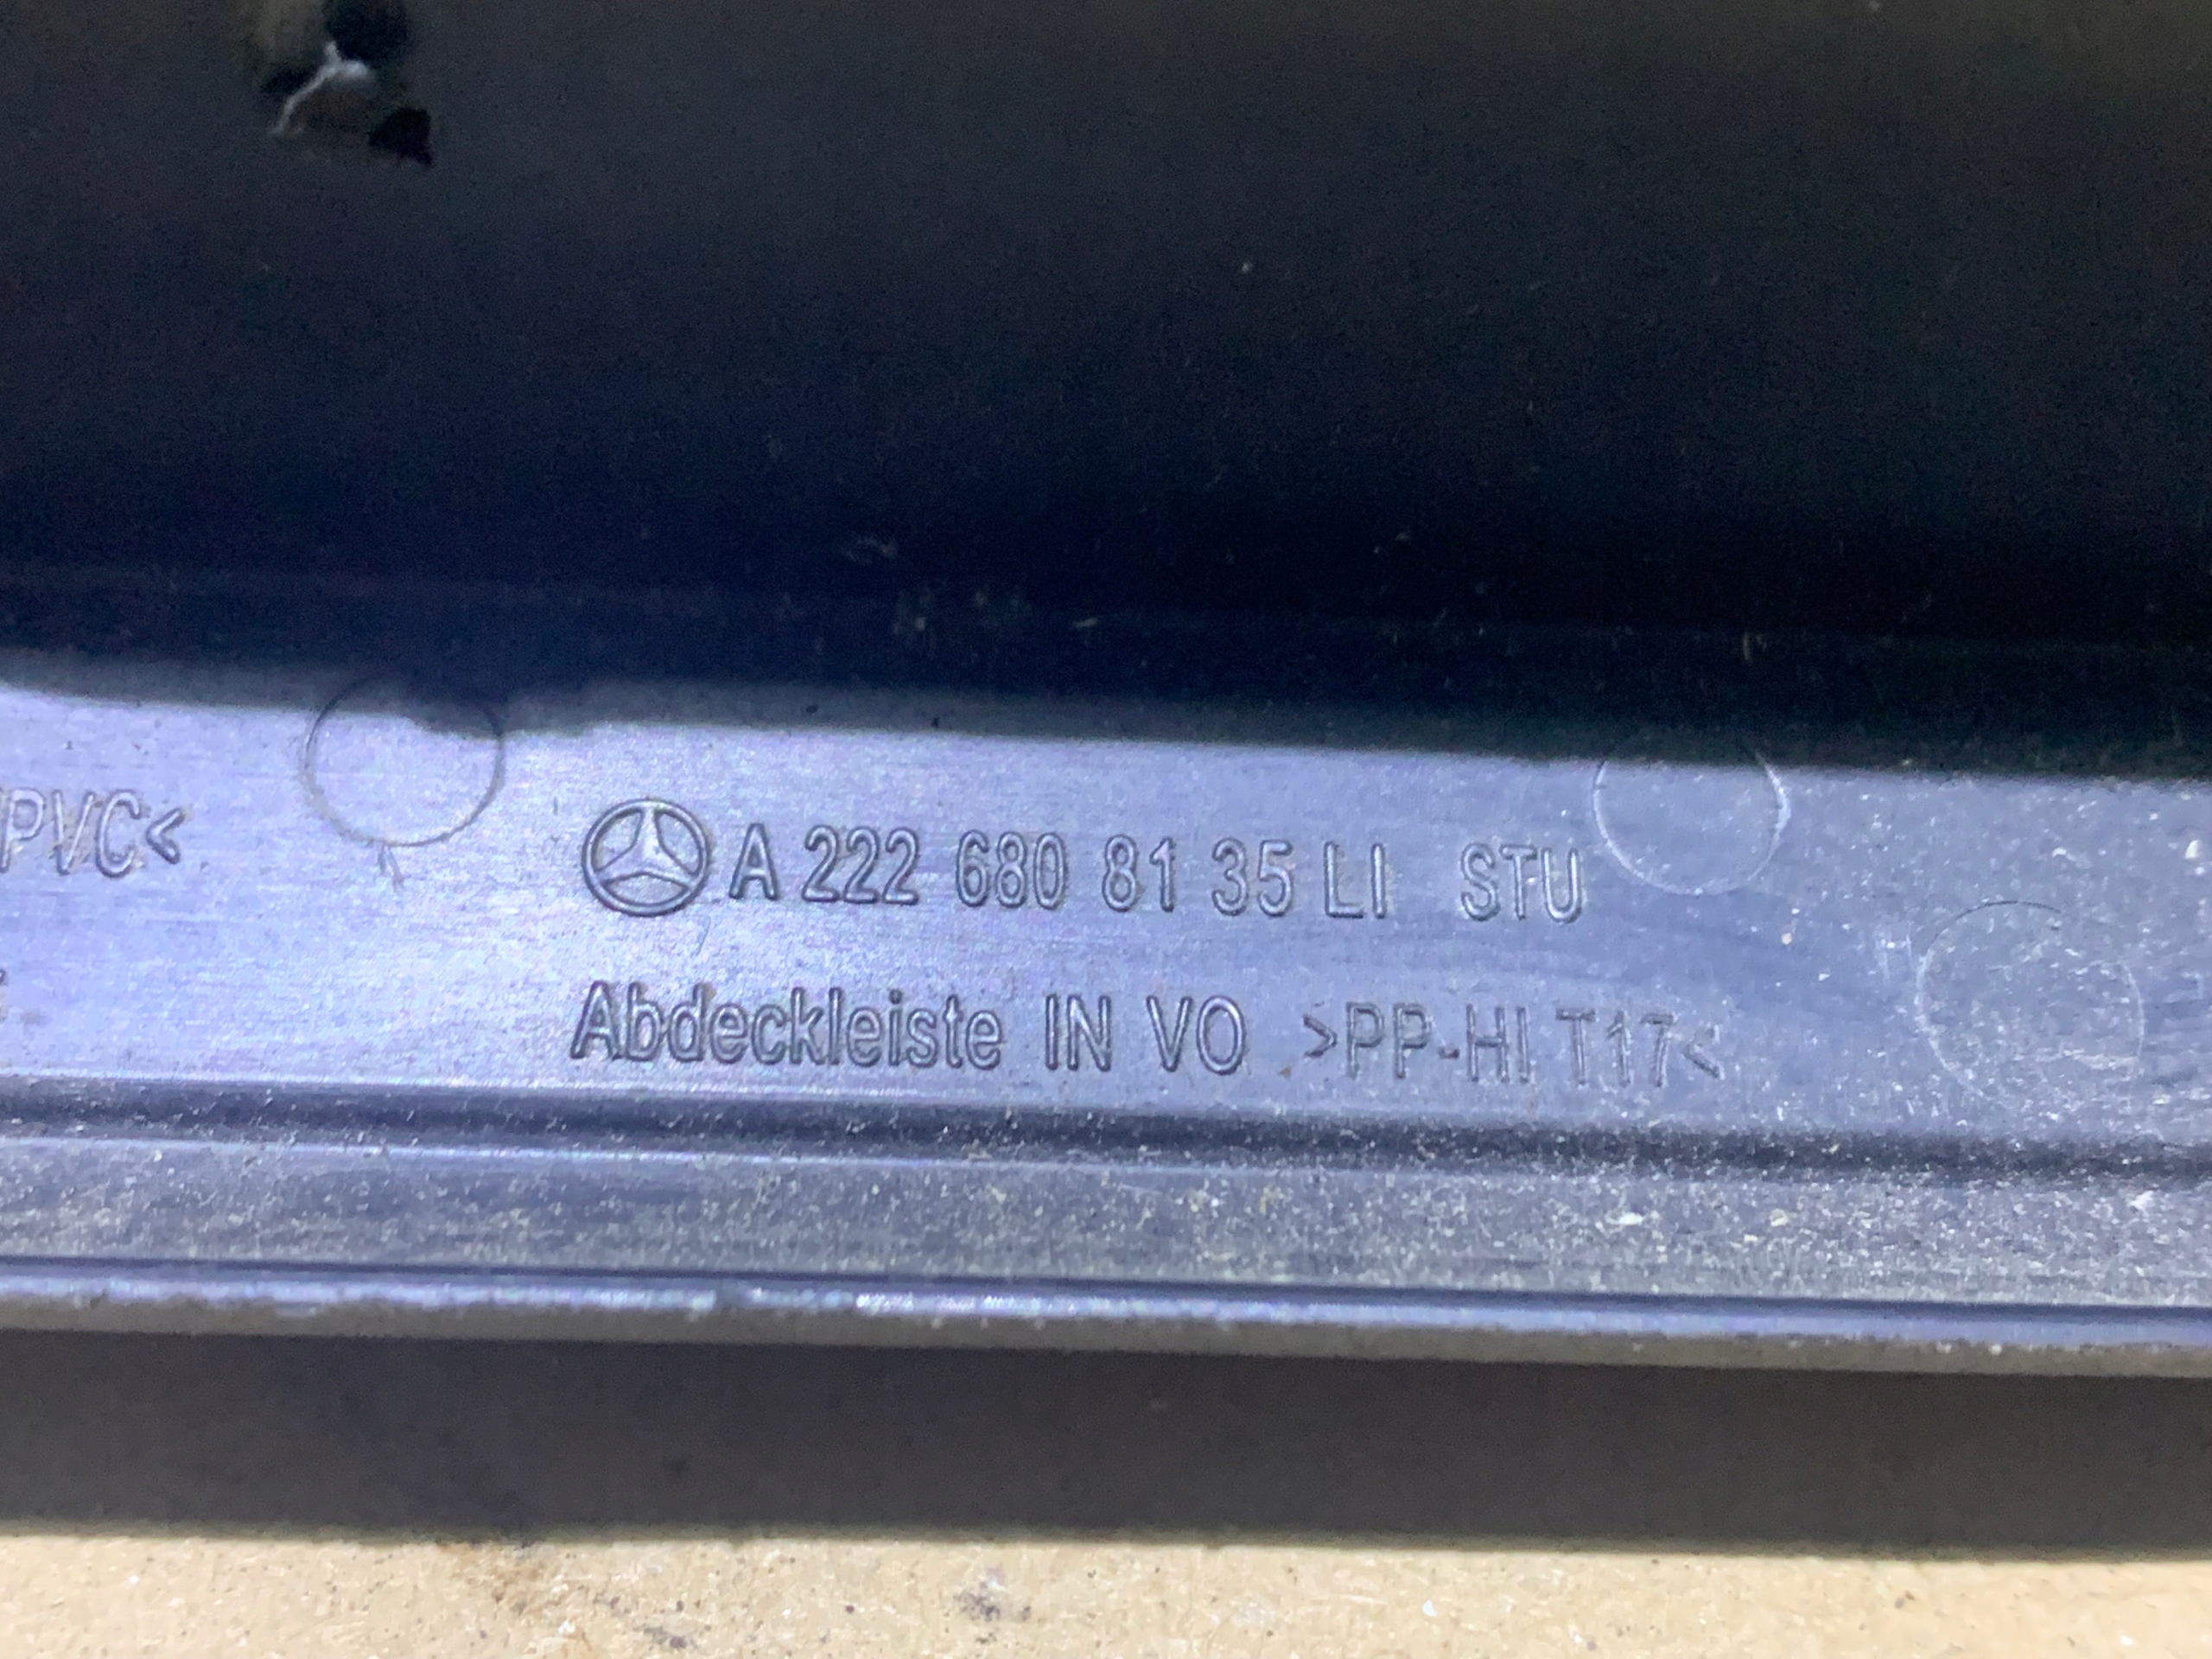 PVC<
A 222 680 81 35 LI STU
Abdeckleiste IN VO >PP-HI T17<